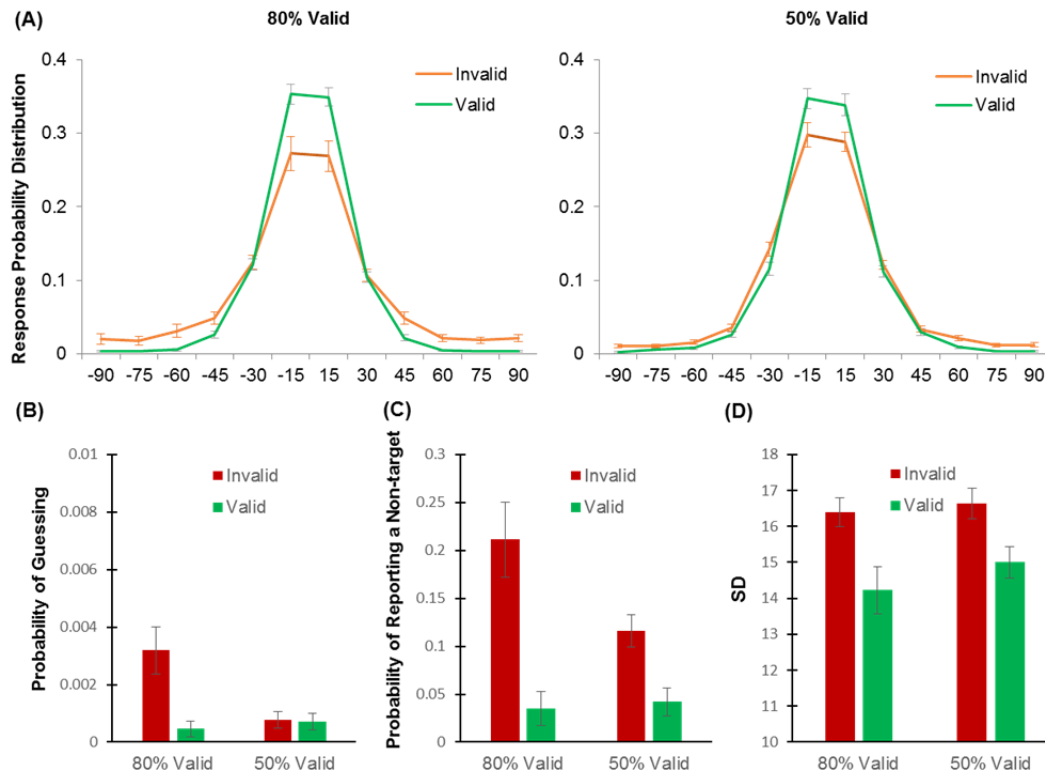 (A)
80% Valid
50% Valid
Response Probability Distribution
0.4
0.3
0.2
0.1
0
Invalid
Valid
-90 -75 -60 -45 -30 -15 15 30 45 60 75 90
0.4
0.3
0.2
0.1
0
Invalid
Valid
-90 -75 -60 -45 -30 -15 15 30 45 60 75 90
(B)
Probability of Guessing
0.01
0.008
0.006
0.004
0.002
0
Invalid
Valid
80% Valid 50% Valid
(C)
Probability of Reporting a Non-target
0.3
0.25
0.2
0.15
0.1
0.05
0
Invalid
Valid
80% Valid 50% Valid
(D)
SD
18
17
16
15
14
13
12
11
10
Invalid
Valid
80% Valid 50% Valid